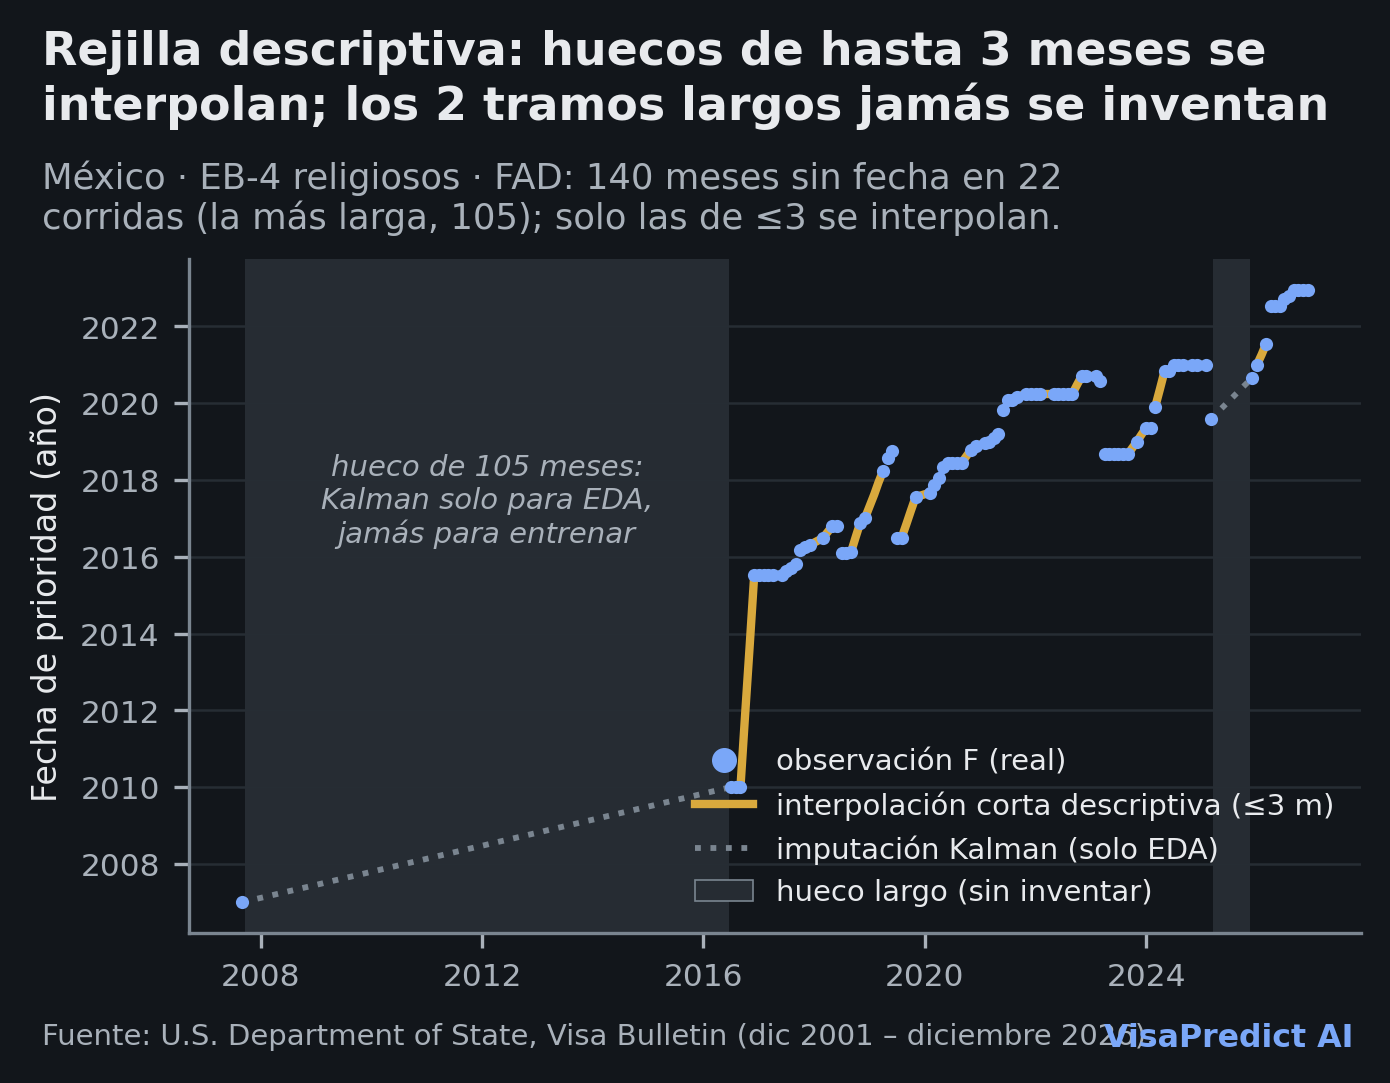 Rejilla descriptiva: huecos de hasta 3 meses se
interpolan; los 2 tramos largos jamás se inventan
México · EB-4 religiosos · FAD: 140 meses sin fecha en 22
corridas (la más larga, 105); solo las de ≤3 se interpolan.
Fecha de prioridad (año)
2022
2020
2018
2016
2014
2012
2010
2008
hueco de 105 meses:
Kalman solo para EDA,
jamás para entrenar
observación F (real)
interpolación corta descriptiva (≤3 m)
imputación Kalman (solo EDA)
hueco largo (sin inventar)
2008
2012
2016
2020
2024
Fuente: U.S. Department of State, Visa Bulletin (dic 2001 – diciembre 2026).
VisaPredict AI